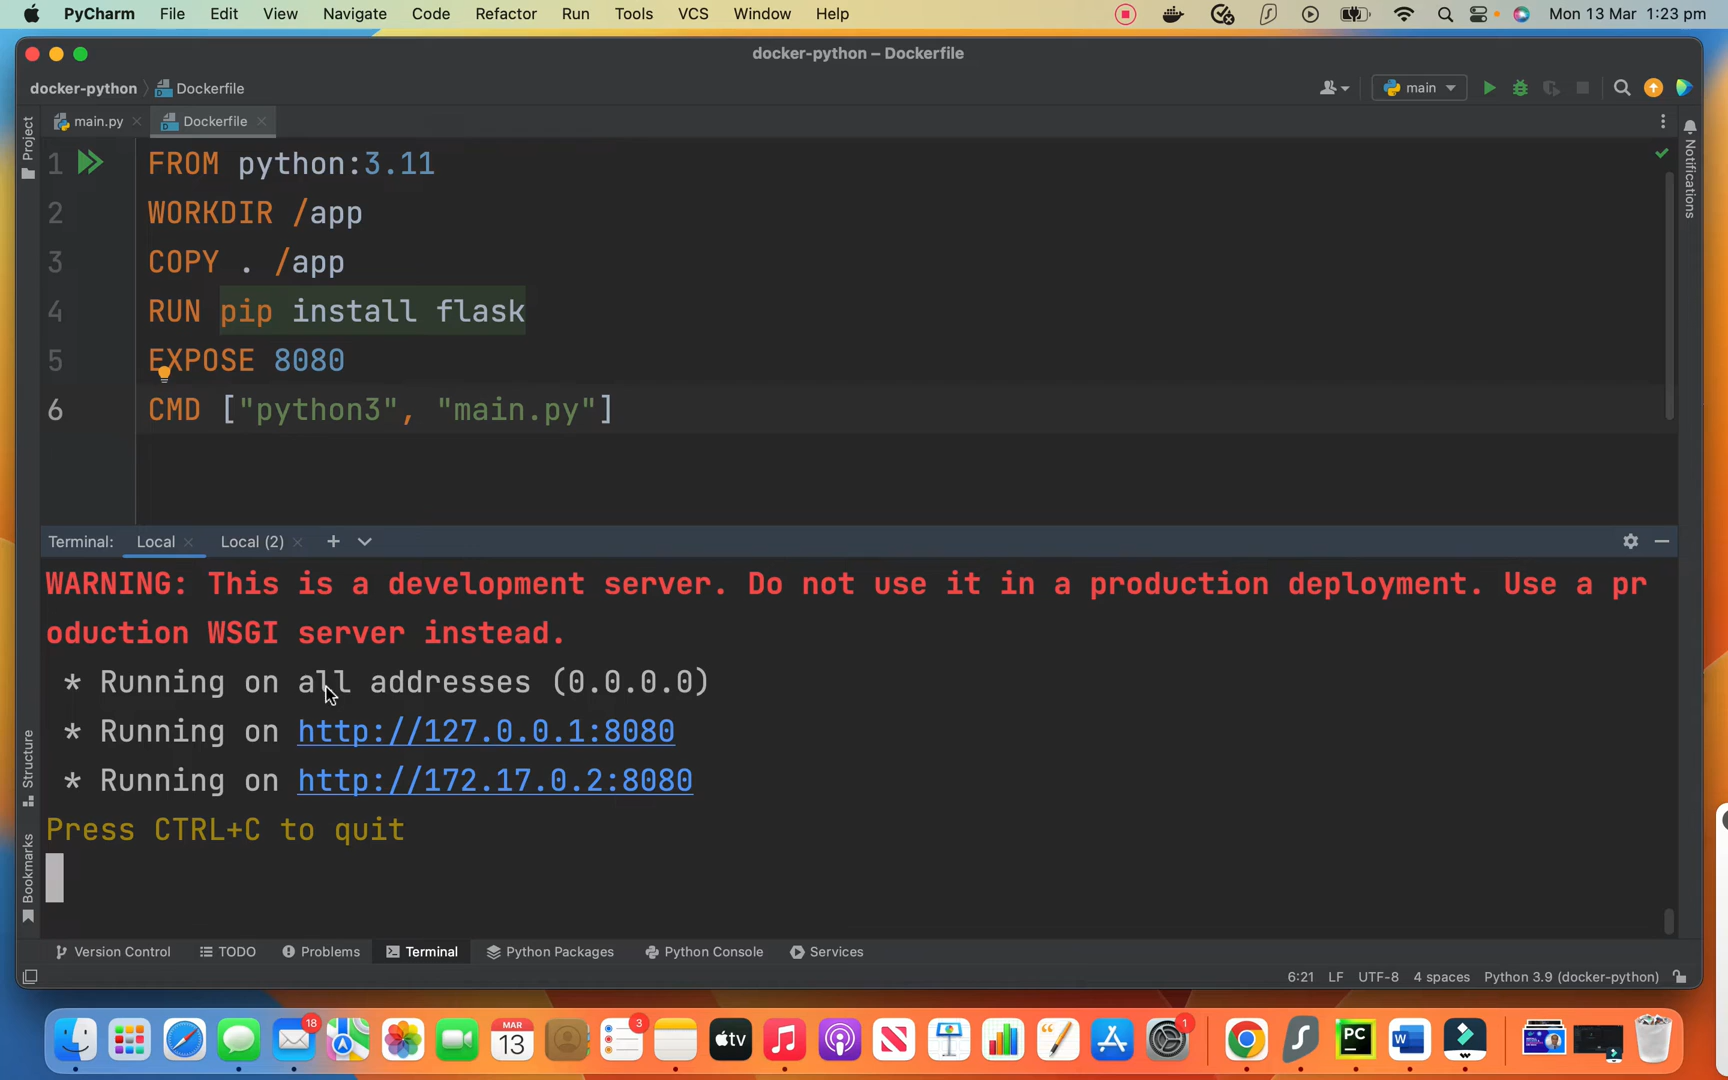 PyCharm File Edit View Navigate Code Refactor Run Tools VCS Window Help Mon 13 Mar 1:23 pm
docker-python – Dockerfile
docker-python Dockerfile main
main.py Dockerfile
Project
Notifications
1 FROM python:3.11
2 WORKDIR /app
3 COPY . /app
4 RUN pip install flask
5 EXPOSE 8080
6 CMD ["python3", "main.py"]
Terminal: Local Local (2)
WARNING: This is a development server. Do not use it in a production deployment. Use a pr
oduction WSGI server instead.
* Running on all addresses (0.0.0.0)
* Running on http://127.0.0.1:8080
* Running on http://172.17.0.2:8080
Press CTRL+C to quit
Structure
Bookmarks
Version Control TODO Problems Terminal Python Packages Python Console Services
6:21 LF UTF-8 4 spaces Python 3.9 (docker-python)
18 MAR 13 3 tv 1 PC W